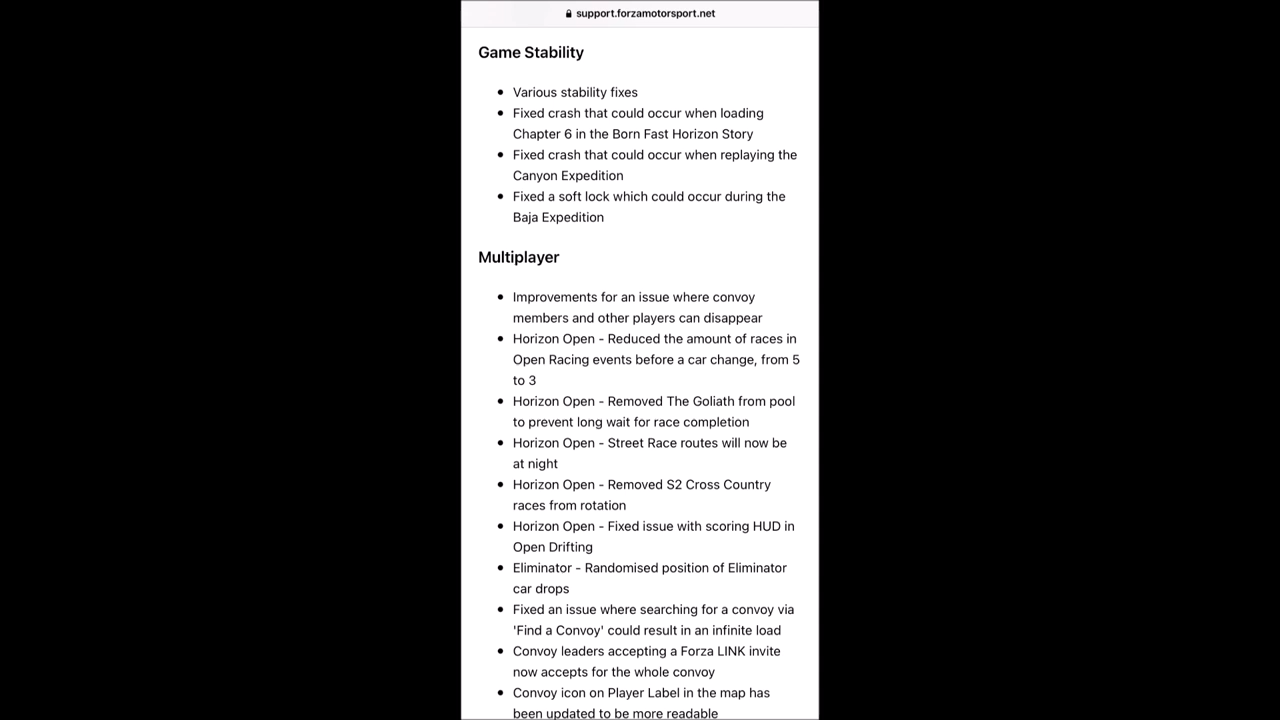 support.forzamotorsport.net
Game Stability
• Various stability fixes
• Fixed crash that could occur when loading
Chapter 6 in the Born Fast Horizon Story
• Fixed crash that could occur when replaying the
Canyon Expedition
• Fixed a soft lock which could occur during the
Baja Expedition
Multiplayer
• Improvements for an issue where convoy
members and other players can disappear
• Horizon Open - Reduced the amount of races in
Open Racing events before a car change, from 5
to 3
• Horizon Open - Removed The Goliath from pool
to prevent long wait for race completion
• Horizon Open - Street Race routes will now be
at night
• Horizon Open - Removed S2 Cross Country
races from rotation
• Horizon Open - Fixed issue with scoring HUD in
Open Drifting
• Eliminator - Randomised position of Eliminator
car drops
• Fixed an issue where searching for a convoy via
'Find a Convoy' could result in an infinite load
• Convoy leaders accepting a Forza LINK invite
now accepts for the whole convoy
• Convoy icon on Player Label in the map has
been updated to be more readable